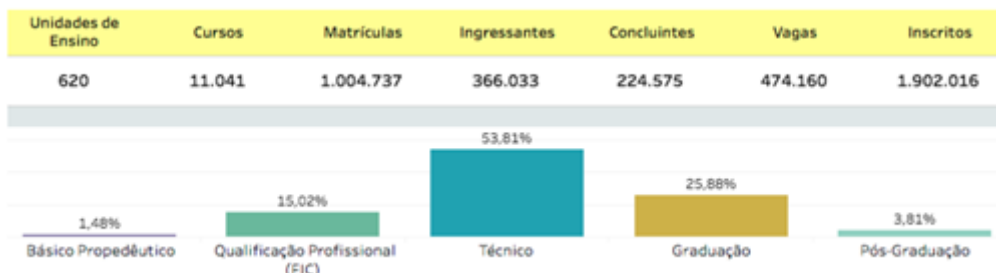 Unidades de
Ensino
Cursos
Matrículas
Ingressantes
Concluintes
Vagas
Inscritos
620
11.041
1.004.737
366.033
224.575
474.160
1.902.016
53,81%
25,88%
15,02%
1,48%
3,81%
Básico Propedêutico
Qualificação Profissional
(FIC)
Técnico
Graduação
Pós-Graduação